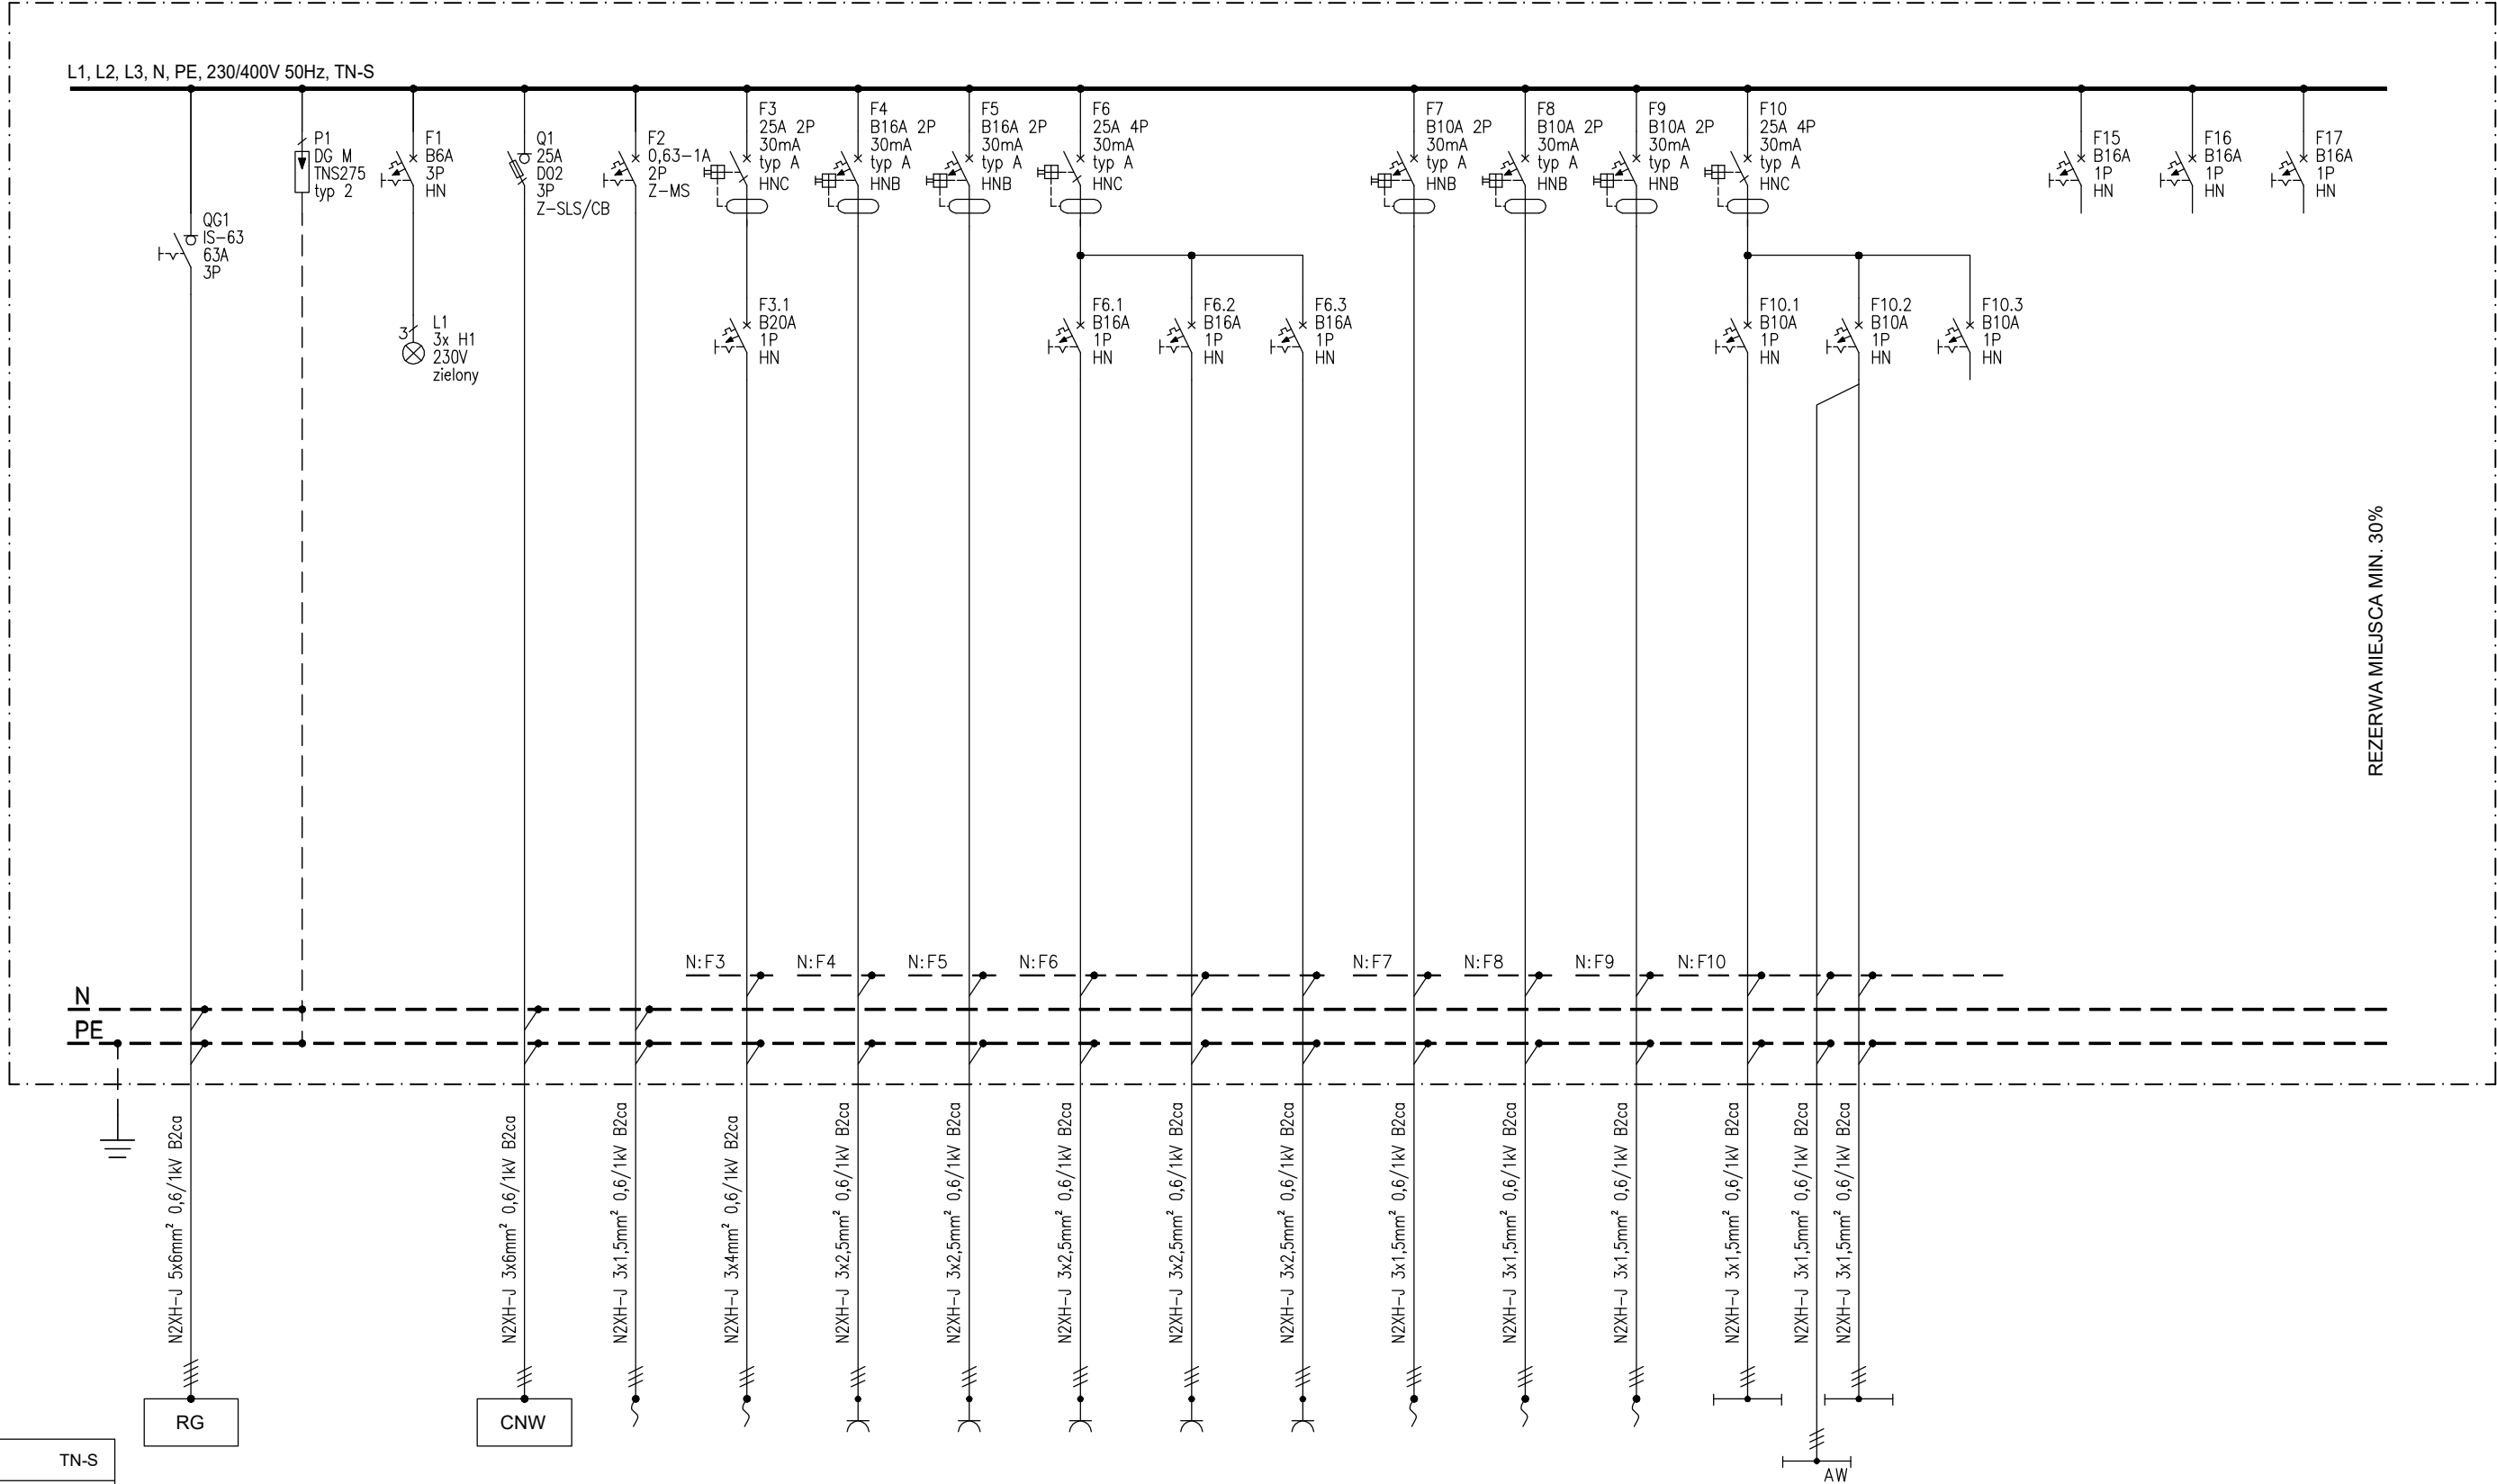 L1, L2, L3, N, PE, 230/400V 50Hz, TN-S
QG1
IS-63
63A
3P
P1
DG M
TNS275
typ 2
F1
B6A
3P
HN
L1
3x H1
230V
zielony
3
Q1
25A
D02
3P
Z-SLS/CB
F2
0,63-1A
2P
Z-MS
F3
25A 2P
30mA
typ A
HNC
F3.1
B20A
1P
HN
F4
B16A 2P
30mA
typ A
HNB
F5
B16A 2P
30mA
typ A
HNB
F6
25A 4P
30mA
typ A
HNC
F6.1
B16A
1P
HN
F6.2
B16A
1P
HN
F6.3
B16A
1P
HN
F7
B10A 2P
30mA
typ A
HNB
F8
B10A 2P
30mA
typ A
HNB
F9
B10A 2P
30mA
typ A
HNB
F10
25A 4P
30mA
typ A
HNC
F10.1
B10A
1P
HN
F10.2
B10A
1P
HN
F10.3
B10A
1P
HN
F15
B16A
1P
HN
F16
B16A
1P
HN
F17
B16A
1P
HN
REZERWA MIEJSCA MIN. 30%
N:F3
N:F4
N:F5
N:F6
N:F7
N:F8
N:F9
N:F10
N
PE
N2XH-J 5x6mm² 0,6/1kV B2ca
N2XH-J 3x6mm² 0,6/1kV B2ca
N2XH-J 3x1,5mm² 0,6/1kV B2ca
N2XH-J 3x4mm² 0,6/1kV B2ca
N2XH-J 3x2,5mm² 0,6/1kV B2ca
N2XH-J 3x2,5mm² 0,6/1kV B2ca
N2XH-J 3x2,5mm² 0,6/1kV B2ca
N2XH-J 3x2,5mm² 0,6/1kV B2ca
N2XH-J 3x2,5mm² 0,6/1kV B2ca
N2XH-J 3x1,5mm² 0,6/1kV B2ca
N2XH-J 3x1,5mm² 0,6/1kV B2ca
N2XH-J 3x1,5mm² 0,6/1kV B2ca
N2XH-J 3x1,5mm² 0,6/1kV B2ca
N2XH-J 3x1,5mm² 0,6/1kV B2ca
N2XH-J 3x1,5mm² 0,6/1kV B2ca
RG
CNW
TN-S
AW